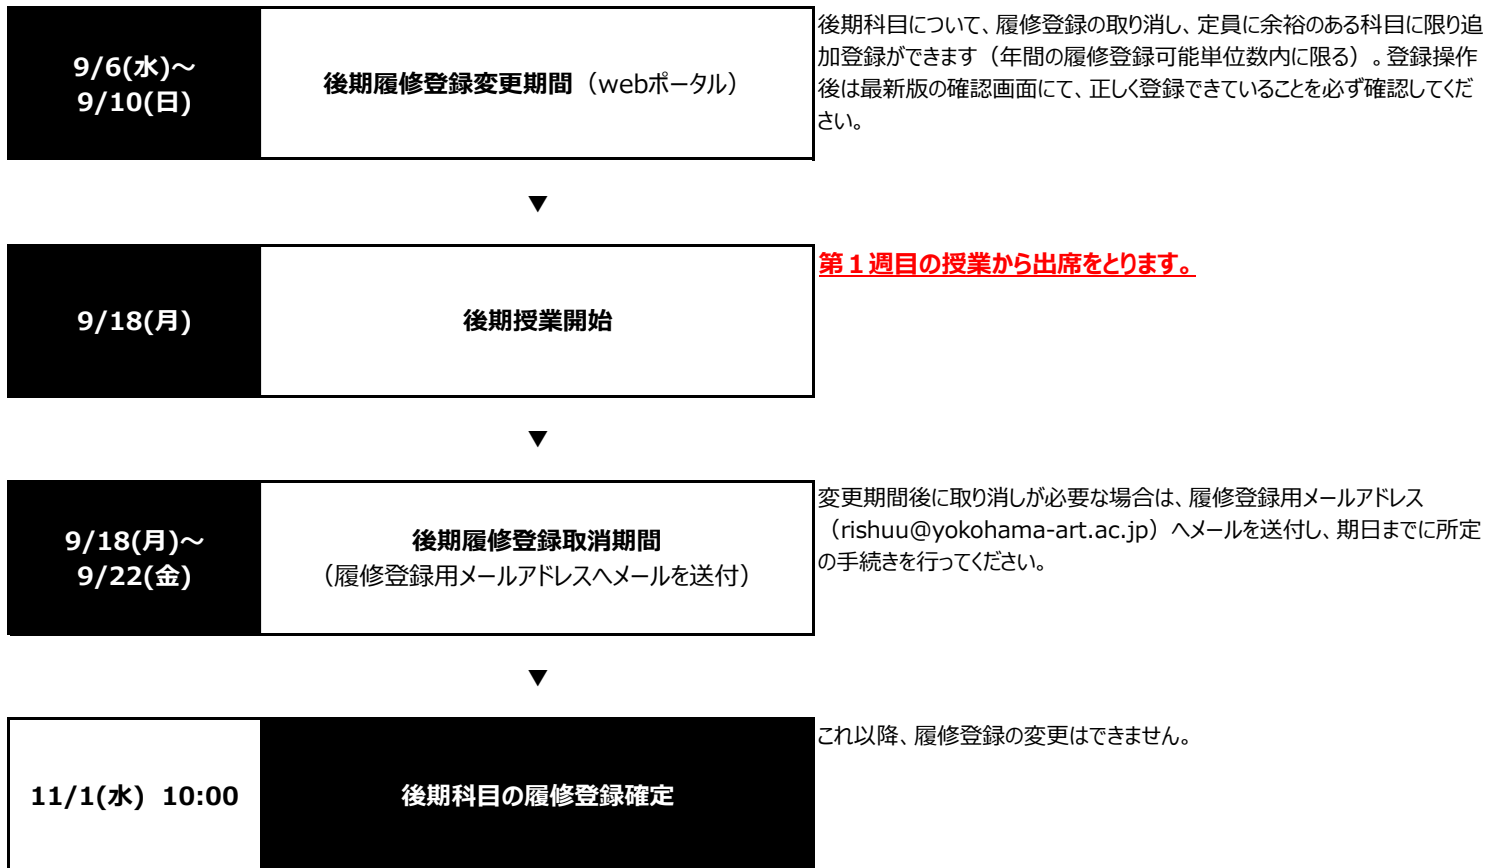 9/6(水)～
9/10(日)
後期履修登録変更期間（webポータル）
後期科目について、履修登録の取り消し、定員に余裕のある科目に限り追
加登録ができます（年間の履修登録可能単位数内に限る）。登録操作
後は最新版の確認画面にて、正しく登録できていることを必ず確認してくだ
さい。
▼
9/18(月)
後期授業開始
第１週目の授業から出席をとります。
▼
9/18(月)～
9/22(金)
後期履修登録取消期間
（履修登録用メールアドレスへメールを送付）
変更期間後に取り消しが必要な場合は、履修登録用メールアドレス
（rishuu@yokohama-art.ac.jp）へメールを送付し、期日までに所定
の手続きを行ってください。
▼
11/1(水) 10:00
後期科目の履修登録確定
これ以降、履修登録の変更はできません。